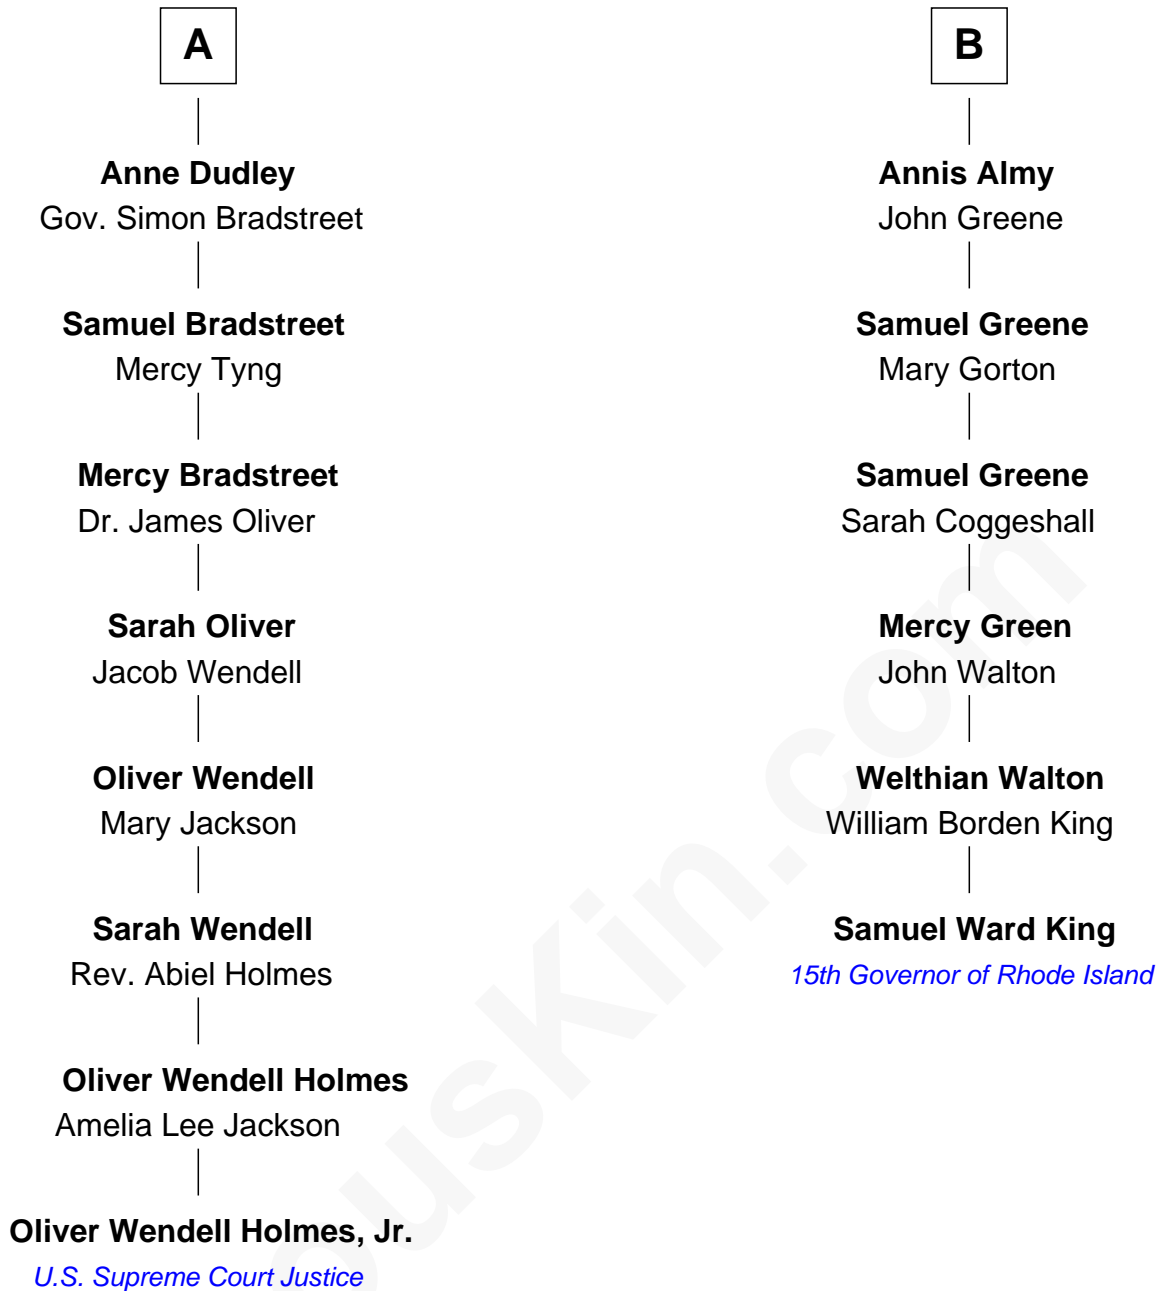 A
Anne Dudley
Gov. Simon Bradstreet
Samuel Bradstreet
Mercy Tyng
Mercy Bradstreet
Dr. James Oliver
Sarah Oliver
Jacob Wendell
Oliver Wendell
Mary Jackson
Sarah Wendell
Rev. Abiel Holmes
Oliver Wendell Holmes
Amelia Lee Jackson
Oliver Wendell Holmes, Jr.
U.S. Supreme Court Justice
B
Annis Almy
John Greene
Samuel Greene
Mary Gorton
Samuel Greene
Sarah Coggeshall
Mercy Green
John Walton
Welthian Walton
William Borden King
Samuel Ward King
15th Governor of Rhode Island
ousKin.com